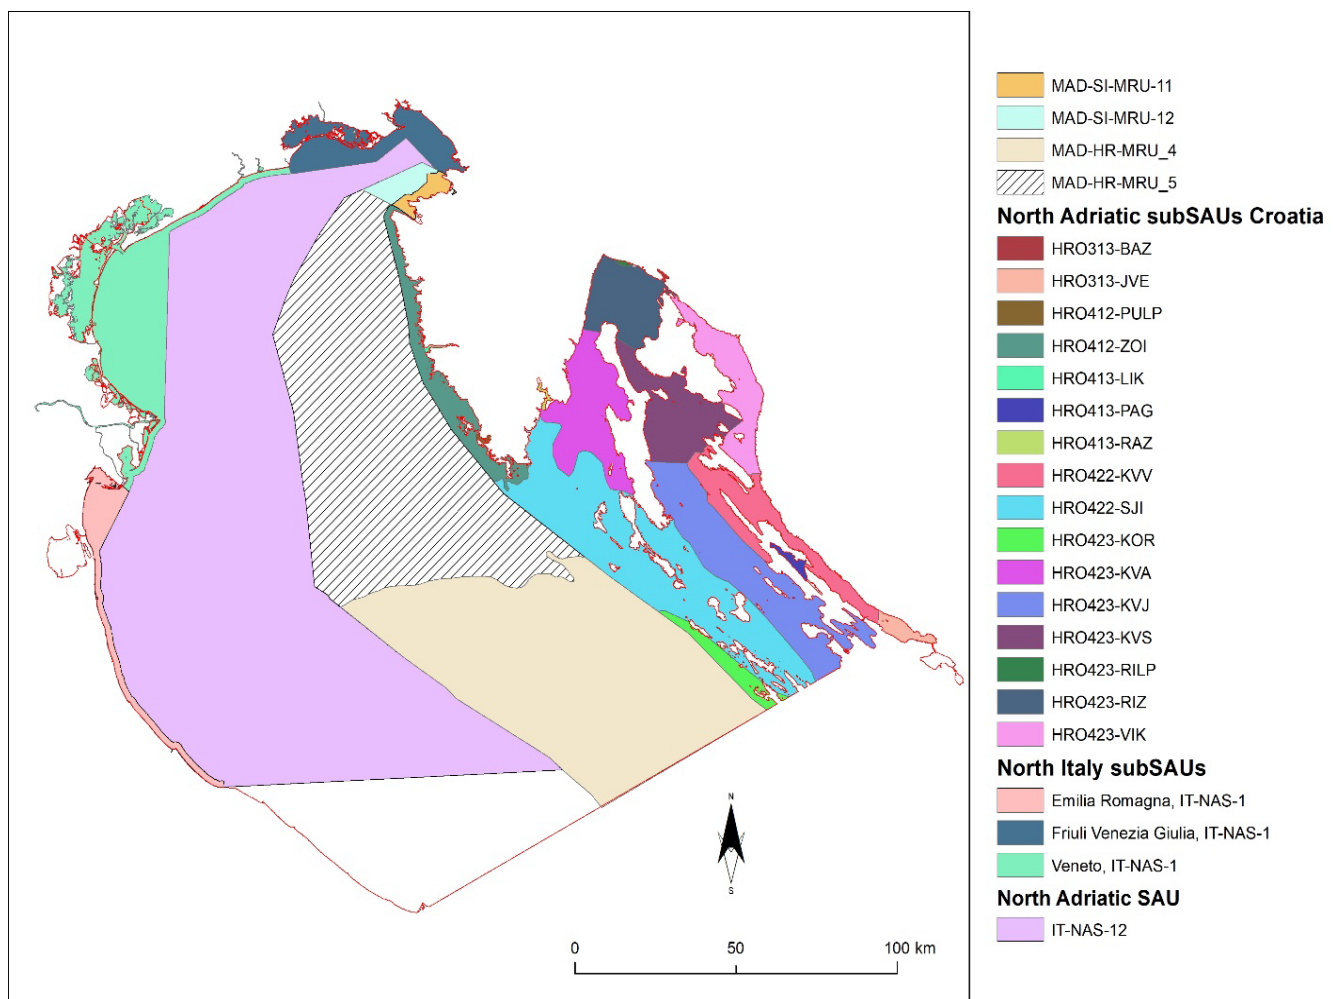 MAD-SI-MRU-11
MAD-SI-MRU-12
MAD-HR-MRU_4
MAD-HR-MRU_5
North Adriatic subSAUs Croatia
HRO313-BAZ
HRO313-JVE
HRO412-PULP
HRO412-ZOI
HRO413-LIK
HRO413-PAG
HRO413-RAZ
HRO422-KVV
HRO422-SJI
HRO423-KOR
HRO423-KVA
HRO423-KVJ
HRO423-KVS
HRO423-RILP
HRO423-RIZ
HRO423-VIK
North Italy subSAUs
Emilia Romagna, IT-NAS-1
Friuli Venezia Giulia, IT-NAS-1
Veneto, IT-NAS-1
North Adriatic SAU
IT-NAS-12
N
S
0 50 100 km